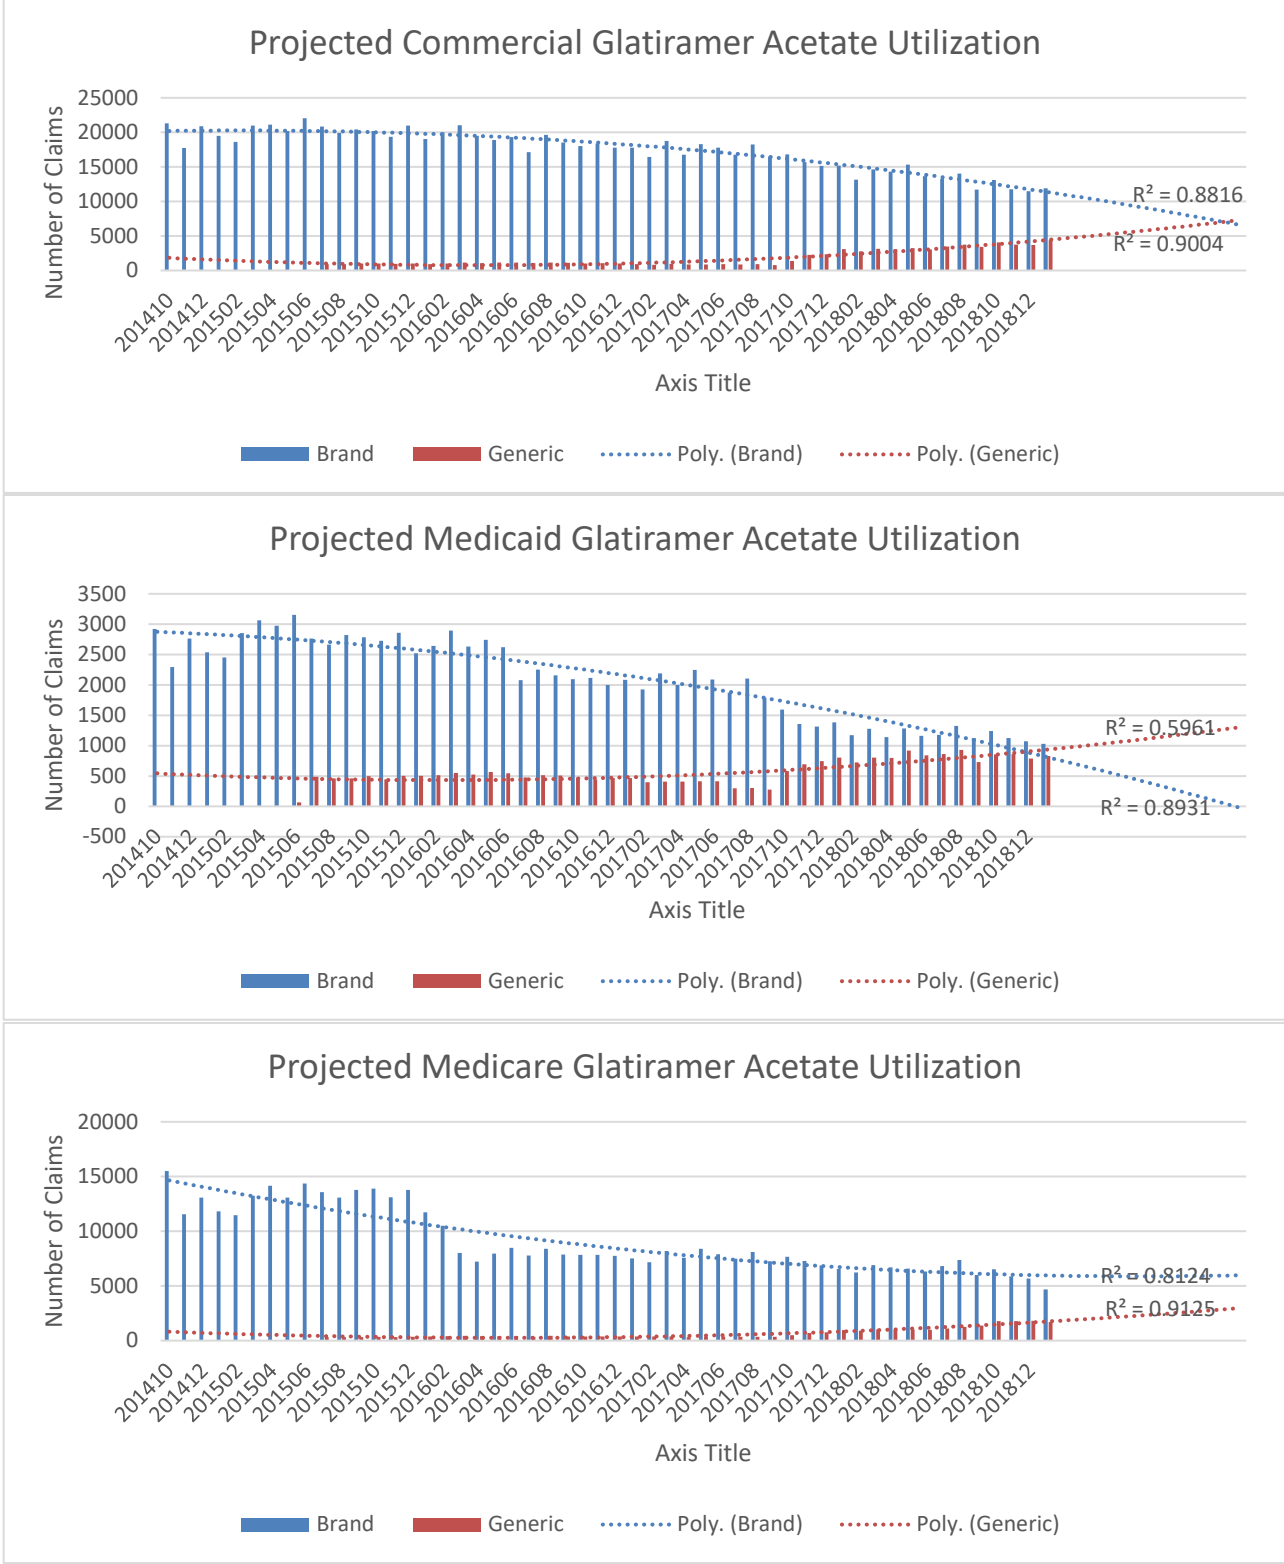 Projected Commercial Glatiramer Acetate Utilization
Number of Claims
25000
20000
15000
10000
5000
0
R² = 0.8816
R² = 0.9004
201410 201412 201502 201504 201506 201508 201510 201512 201602 201604 201606 201608 201610 201612 201702 201704 201706 201708 201710 201712 201802 201804 201806 201808 201810 201812
Axis Title
Brand Generic Poly. (Brand) Poly. (Generic)
Projected Medicaid Glatiramer Acetate Utilization
Number of Claims
3500
3000
2500
2000
1500
1000
500
0
-500
R² = 0.5961
R² = 0.8931
201410 201412 201502 201504 201506 201508 201510 201512 201602 201604 201606 201608 201610 201612 201702 201704 201706 201708 201710 201712 201802 201804 201806 201808 201810 201812
Axis Title
Brand Generic Poly. (Brand) Poly. (Generic)
Projected Medicare Glatiramer Acetate Utilization
Number of Claims
20000
15000
10000
5000
0
R² = 0.8124
R² = 0.9125
201410 201412 201502 201504 201506 201508 201510 201512 201602 201604 201606 201608 201610 201612 201702 201704 201706 201708 201710 201712 201802 201804 201806 201808 201810 201812
Axis Title
Brand Generic Poly. (Brand) Poly. (Generic)